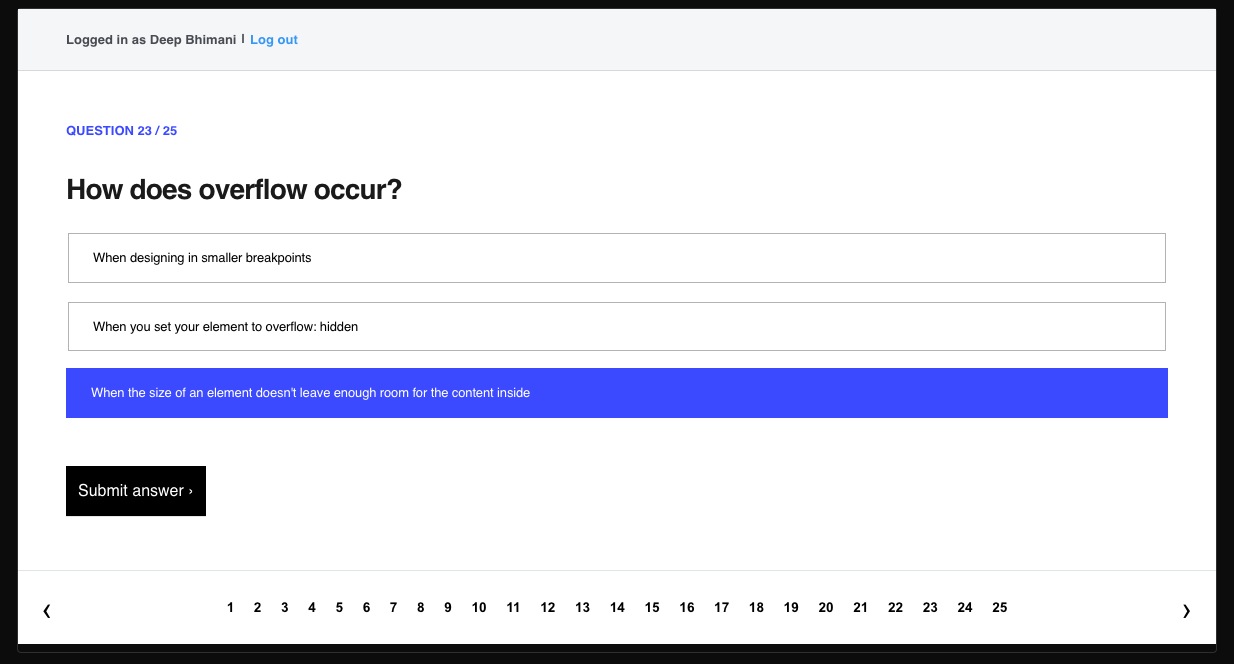 Logged in as Deep Bhimani | Log out
QUESTION 23 / 25
How does overflow occur?
When designing in smaller breakpoints
When you set your element to overflow: hidden
When the size of an element doesn't leave enough room for the content inside
Submit answer ›
❮ 1 2 3 4 5 6 7 8 9 10 11 12 13 14 15 16 17 18 19 20 21 22 23 24 25 ❯